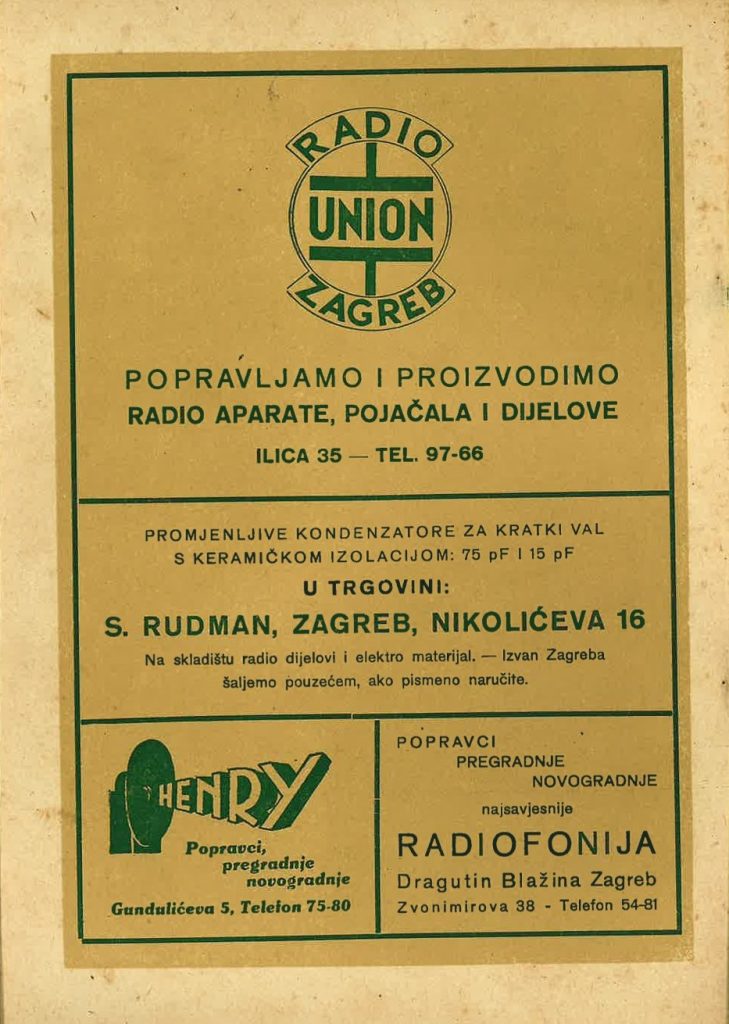 RADIO
UNION
ZAGREB
POPRAVLJAMO I PROIZVODIMO
RADIO APARATE, POJAČALA I DIJELOVE
ILICA 35 — TEL. 97-66
PROMJENLJIVE KONDENZATORE ZA KRATKI VAL
S KERAMIČKOM IZOLACIJOM: 75 pF I 15 pF
U TRGOVINI:
S. RUDMAN, ZAGREB, NIKOLIĆEVA 16
Na skladištu radio dijelovi i elektro materijal. — Izvan Zagreba
šaljemo pouzećem, ako pismeno naručite.
HENRY
Popravci,
pregradnje
novogradnje
Gundulićeva 5, Telefon 75-80
POPRAVCI
PREGRADNJE
NOVOGRADNJE
najsavjesnije
RADIOFONIJA
Dragutin Blažina Zagreb
Zvonimirova 38 - Telefon 54-81